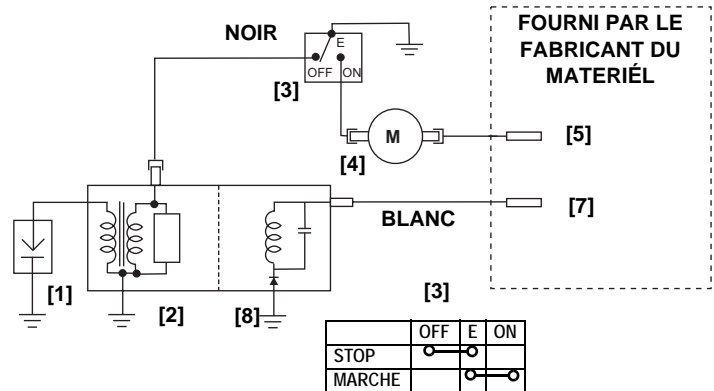 NOIR
E
OFF
ON
[3]
FOURNI PAR LE
FABRICANT DU
MATERIÉL
M
[4]
[5]
[7]
BLANC
[1]
[2]
[8]
[3]
OFF E ON
STOP
MARCHE